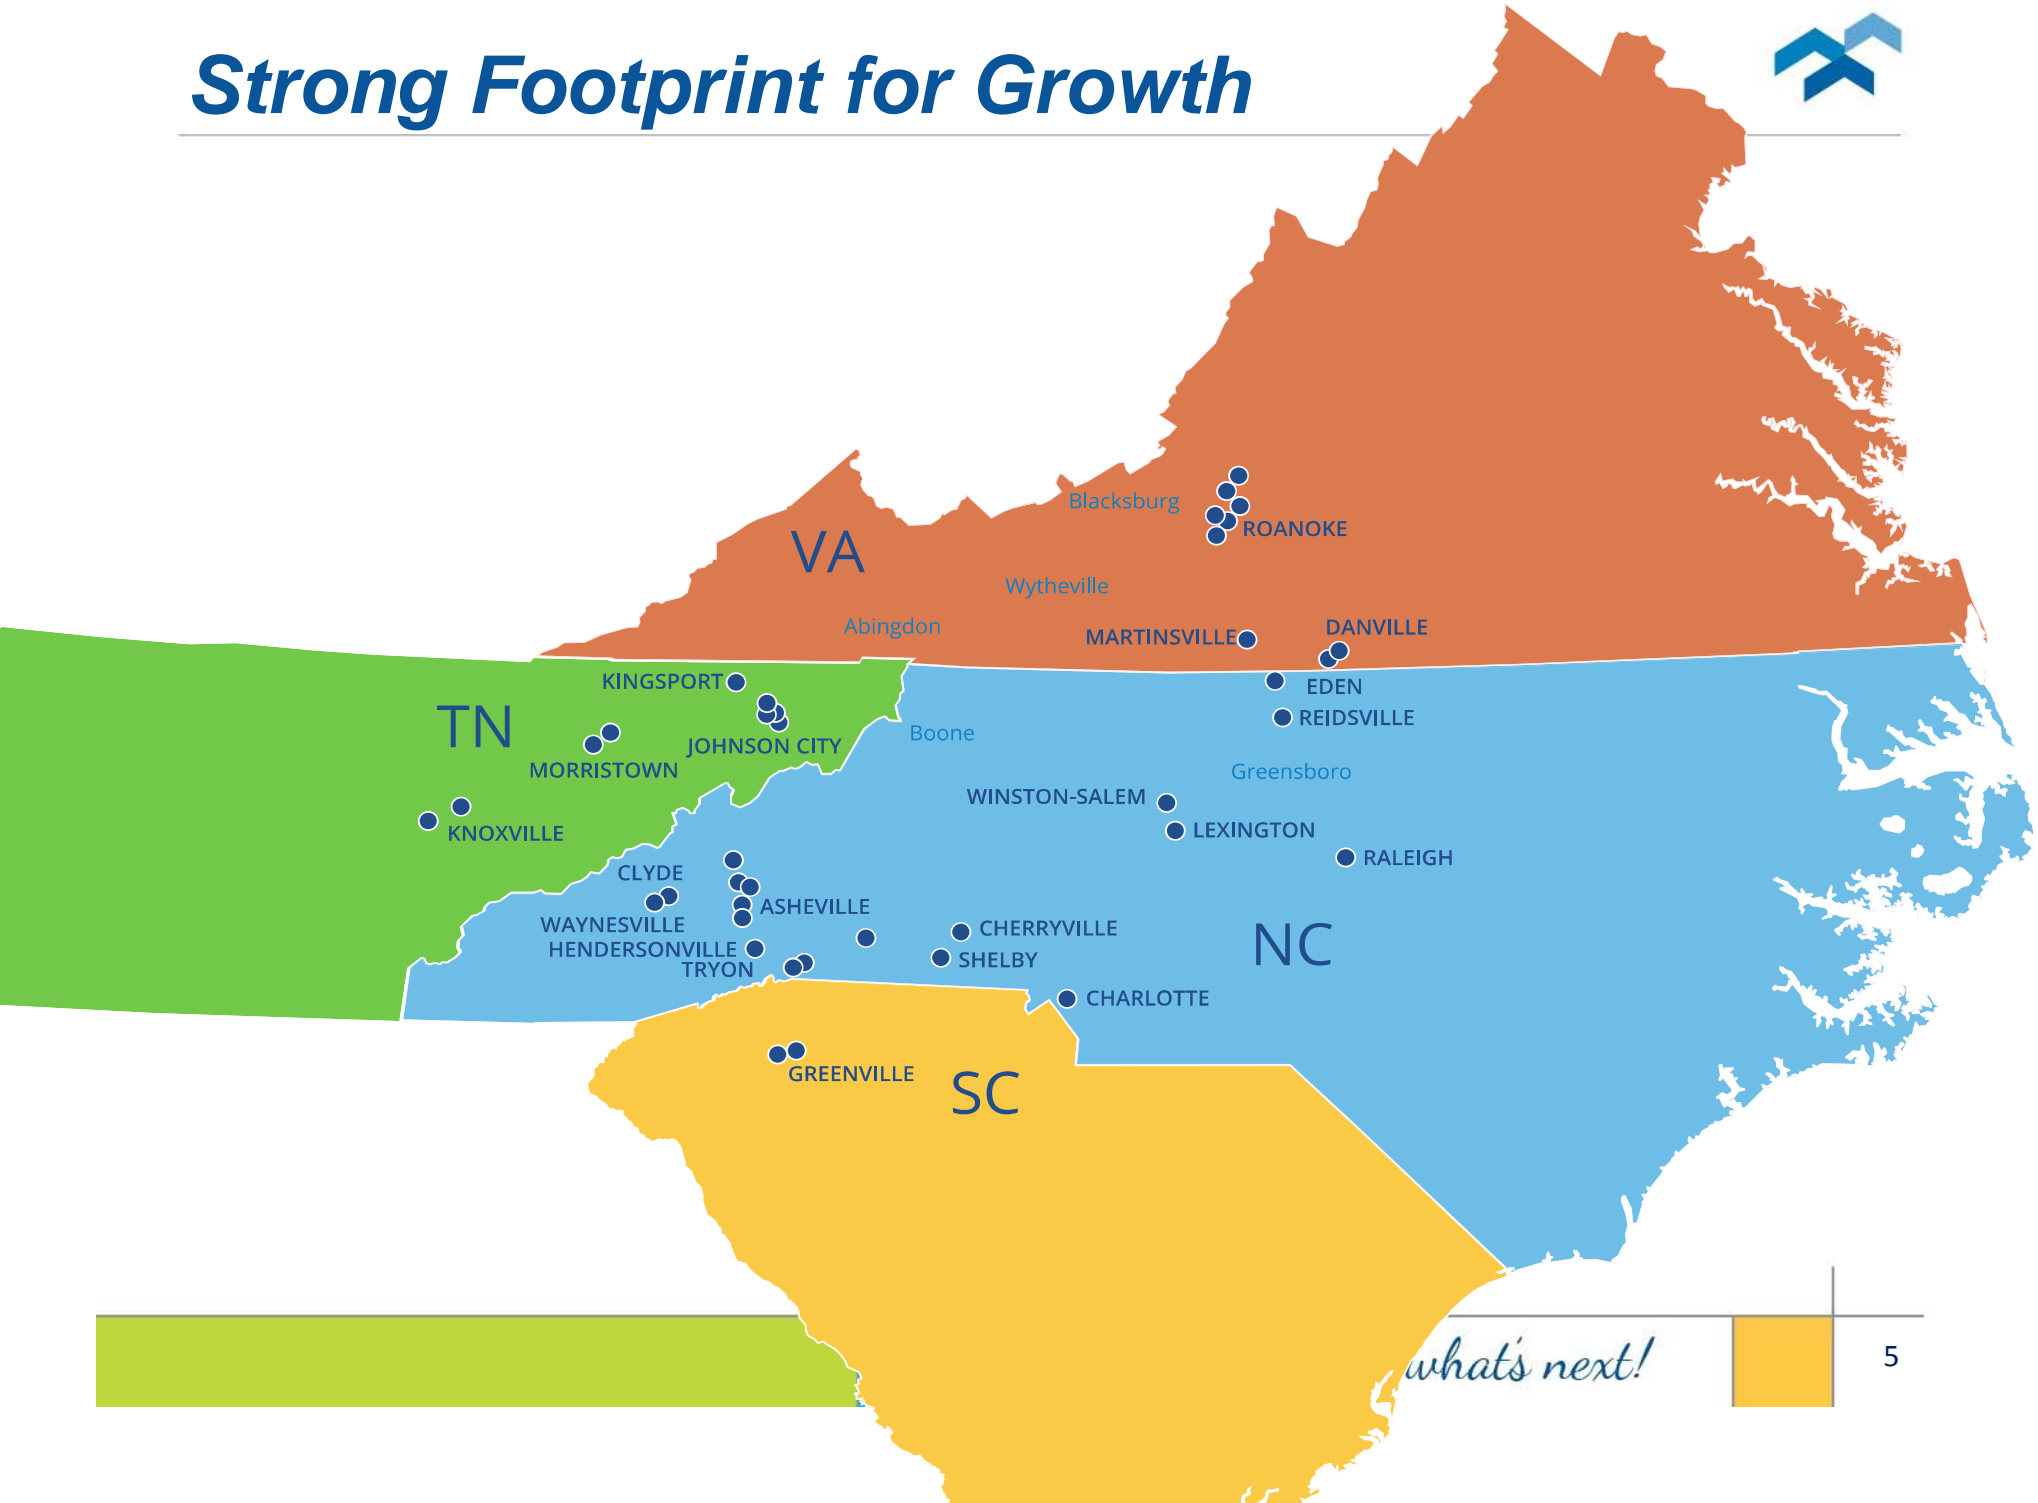 Strong Footprint for Growth
Blacksburg
ROANOKE
VA
Wytheville
Abingdon
MARTINSVILLE
DANVILLE
KINGSPORT
EDEN
TN
REIDSVILLE
Boone
JOHNSON CITY
MORRISTOWN
Greensboro
WINSTON-SALEM
KNOXVILLE
LEXINGTON
RALEIGH
CLYDE
ASHEVILLE
WAYNESVILLE
CHERRYVILLE
NC
HENDERSONVILLE
SHELBY
TRYON
CHARLOTTE
GREENVILLE
SC
what's next!
5